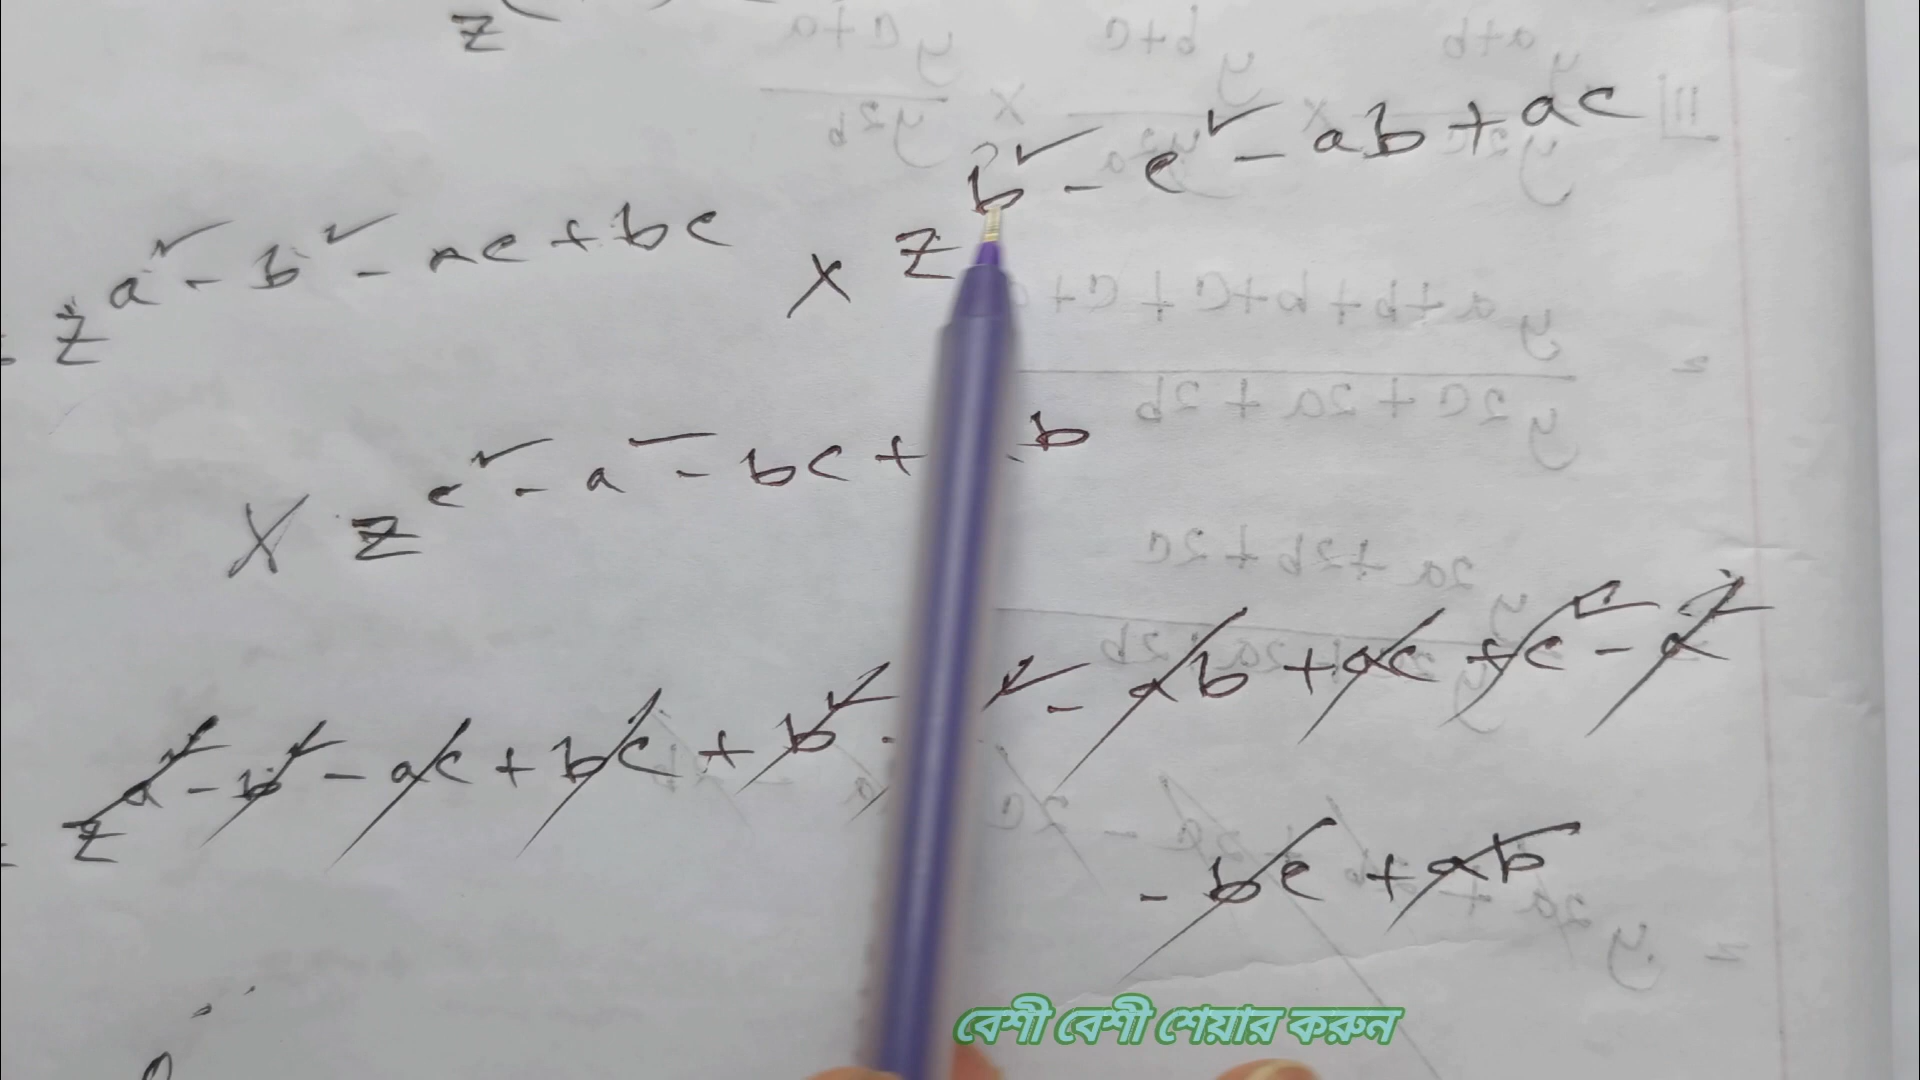 z
= z^{a² - b² - ac + bc} × z^{b² - c² - ab + ac}
× z^{c² - a² - bc + ab}
= z^{a² - b² - ac + bc + b² - ² - ab + ac + c² - a²
- bc + ab}
বেশী বেশী শেয়ার করুন